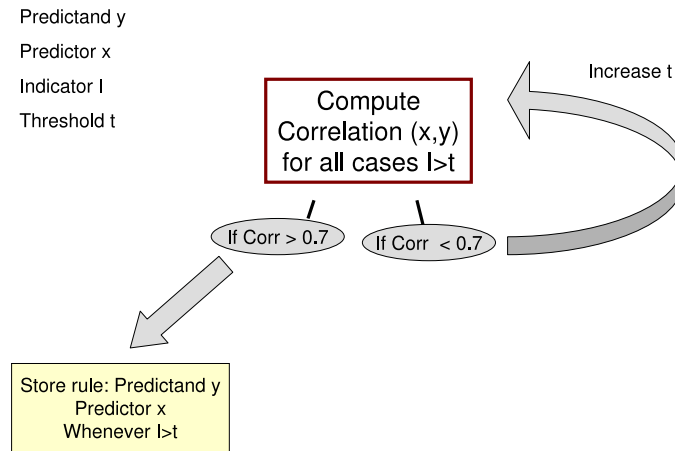 Predictand y
Predictor x
Indicator I
Threshold t
Increase t
Compute
Correlation (x,y)
for all cases I>t
If Corr > 0.7
If Corr < 0.7
Store rule: Predictand y
Predictor x
Whenever I>t